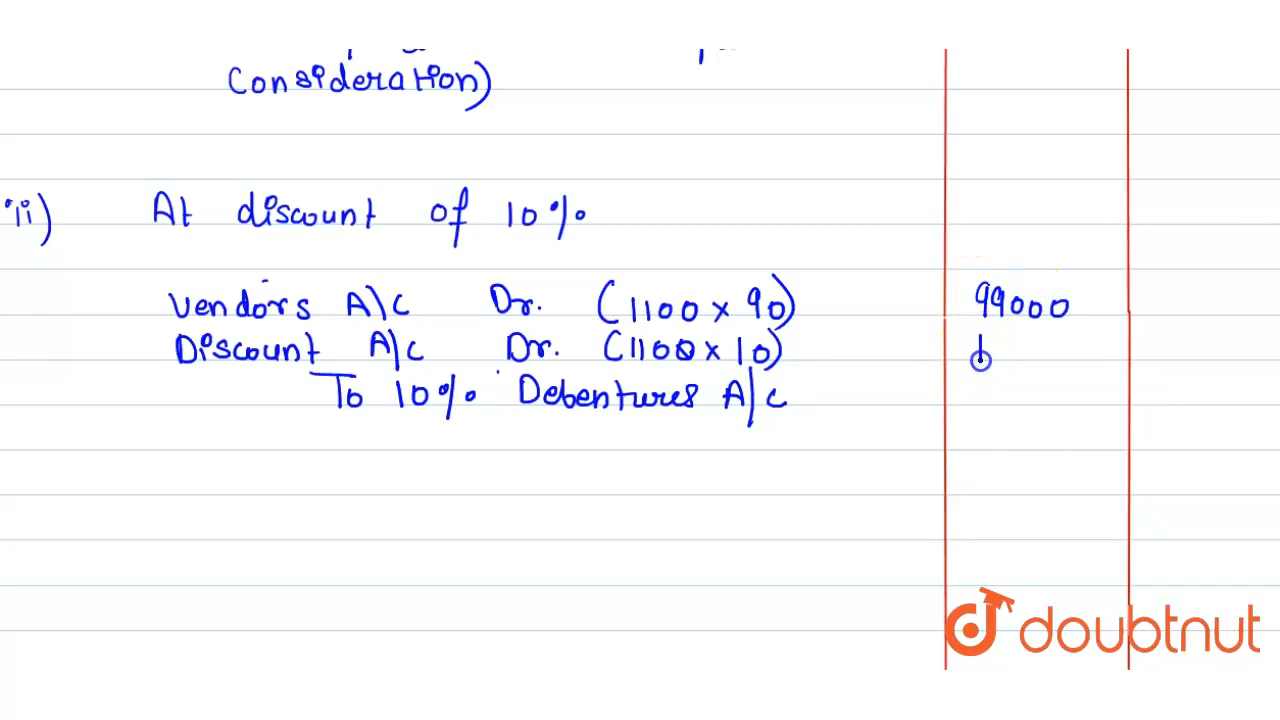 Consideration)
ii) At discount of 10%
Vendors A/C Dr. (1100 x 90) 99000
Discount A/C Dr. (1100 x 10) 1
To 10% Debentures A/C
doubtnut